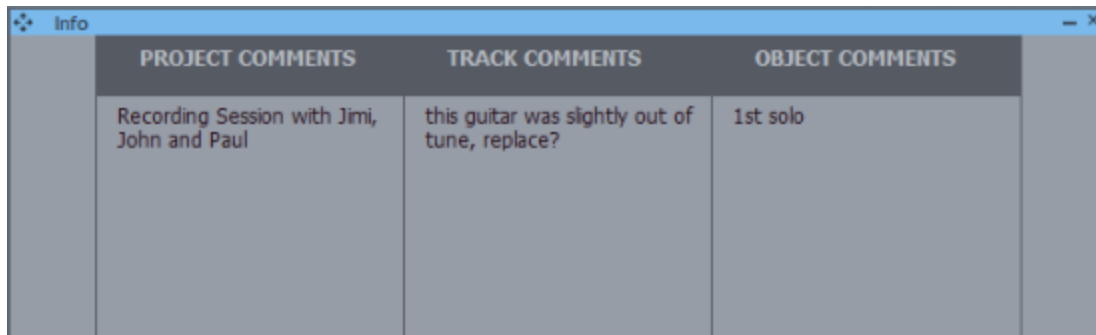 Info
PROJECT COMMENTS
TRACK COMMENTS
OBJECT COMMENTS
Recording Session with Jimi,
John and Paul
this guitar was slightly out of
tune, replace?
1st solo